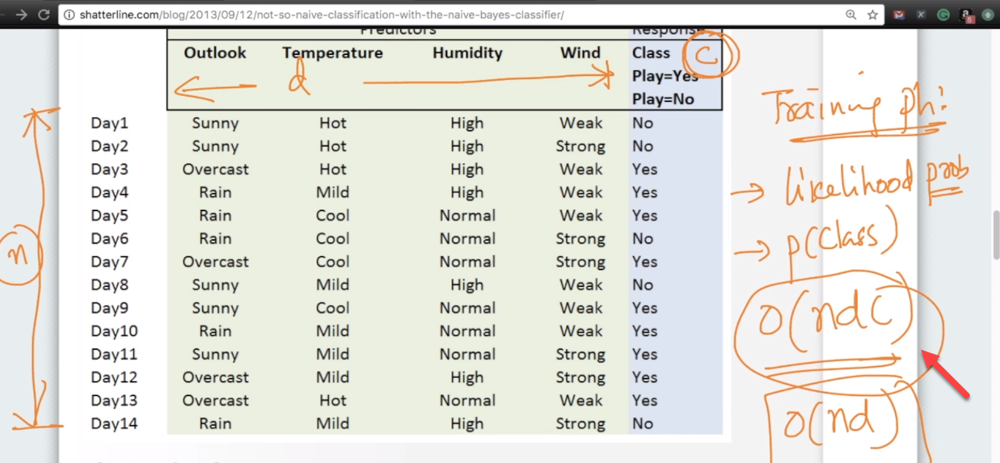 shatterline.com/blog/2013/09/12/not-so-naive-classification-with-the-naive-bayes-classifier/
5
Predictors Response
Outlook Temperature Humidity Wind Class C
d Play=Yes
Play=No
Training Ph:
Day1 Sunny Hot High Weak No
Day2 Sunny Hot High Strong No
Day3 Overcast Hot High Weak Yes
→ likelihood prob
Day4 Rain Mild High Weak Yes
Day5 Rain Cool Normal Weak Yes
Day6 Rain Cool Normal Strong No
→ p(class)
n
Day7 Overcast Cool Normal Strong Yes
Day8 Sunny Mild High Weak No
Day9 Sunny Cool Normal Weak Yes
O(ndC)
Day10 Rain Mild Normal Weak Yes
Day11 Sunny Mild Normal Strong Yes
Day12 Overcast Mild High Strong Yes
Day13 Overcast Hot Normal Weak Yes
Day14 Rain Mild High Strong No
O(nd)